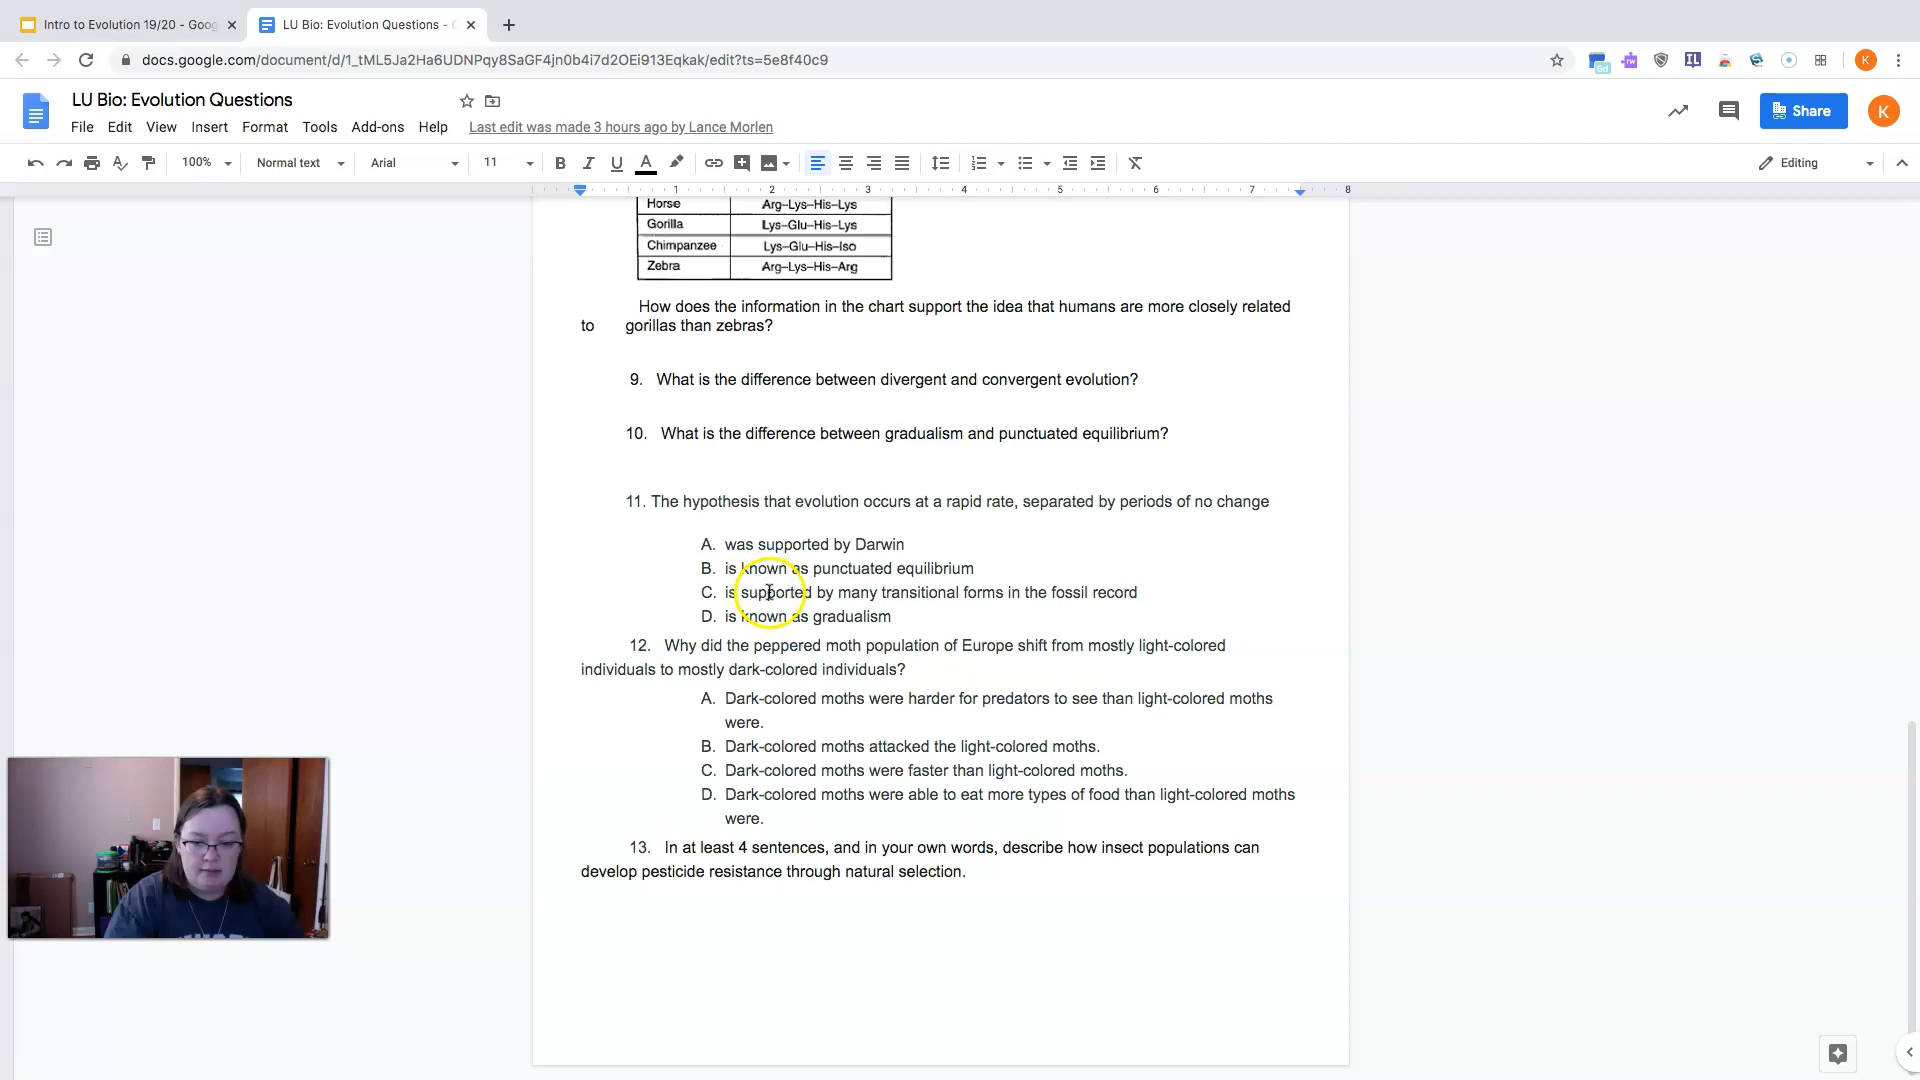 Intro to Evolution 19/20 - Goog
LU Bio: Evolution Questions -
docs.google.com/document/d/1_tML5Ja2Ha6UDNPqy8SaGF4jn0b4i7d2OEi913Eqkak/edit?ts=5e8f40c9
6d
rw
IL
K
LU Bio: Evolution Questions
Share
K
File Edit View Insert Format Tools Add-ons Help Last edit was made 3 hours ago by Lance Morlen
100% Normal text Arial 11 B I U A Editing
1 2 3 4 5 6 7 8
Horse Arg–Lys–His–Lys
Gorilla Lys–Glu–His–Lys
Chimpanzee Lys–Glu–His–Iso
Zebra Arg–Lys–His–Arg
How does the information in the chart support the idea that humans are more closely related
to gorillas than zebras?
9. What is the difference between divergent and convergent evolution?
10. What is the difference between gradualism and punctuated equilibrium?
11. The hypothesis that evolution occurs at a rapid rate, separated by periods of no change
A. was supported by Darwin
B. is known as punctuated equilibrium
C. is supported by many transitional forms in the fossil record
D. is known as gradualism
12. Why did the peppered moth population of Europe shift from mostly light-colored
individuals to mostly dark-colored individuals?
A. Dark-colored moths were harder for predators to see than light-colored moths
were.
B. Dark-colored moths attacked the light-colored moths.
C. Dark-colored moths were faster than light-colored moths.
D. Dark-colored moths were able to eat more types of food than light-colored moths
were.
13. In at least 4 sentences, and in your own words, describe how insect populations can
develop pesticide resistance through natural selection.